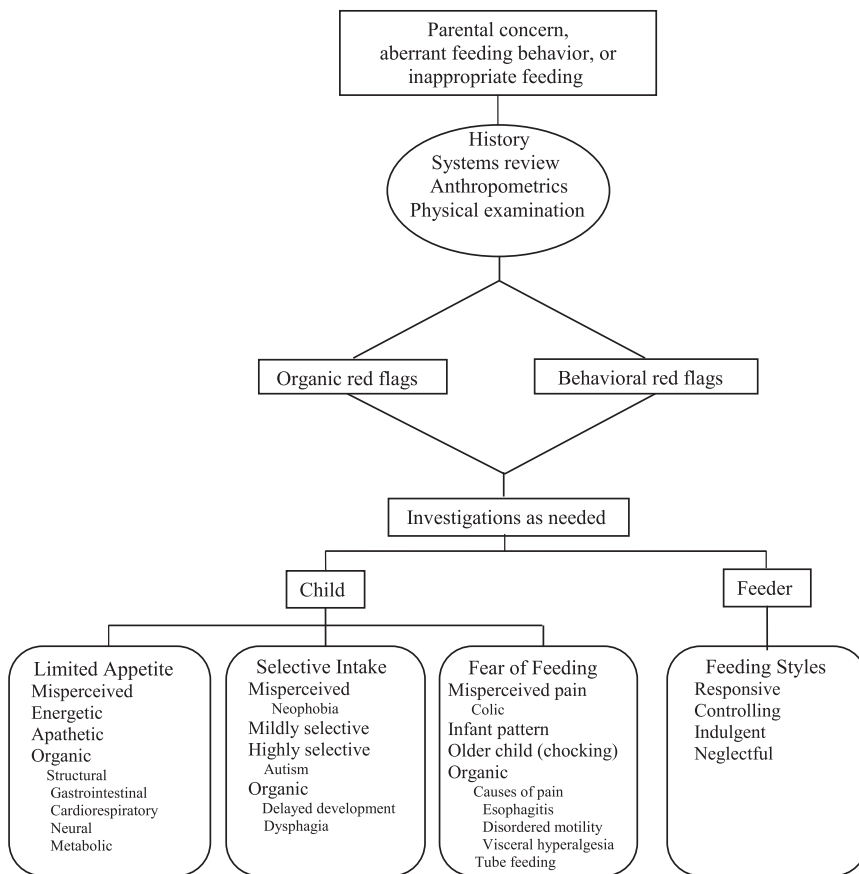 Parental concern,
aberrant feeding behavior, or
inappropriate feeding
History
Systems review
Anthropometrics
Physical examination
Organic red flags
Behavioral red flags
Investigations as needed
Child
Feeder
Limited Appetite
Misperceived
Energetic
Apathetic
Organic
Structural
Gastrointestinal
Cardiorespiratory
Neural
Metabolic
Selective Intake
Misperceived
Neophobia
Mildly selective
Highly selective
Autism
Organic
Delayed development
Dysphagia
Fear of Feeding
Misperceived pain
Colic
Infant pattern
Older child (chocking)
Organic
Causes of pain
Esophagitis
Disordered motility
Visceral hyperalgesia
Tube feeding
Feeding Styles
Responsive
Controlling
Indulgent
Neglectful